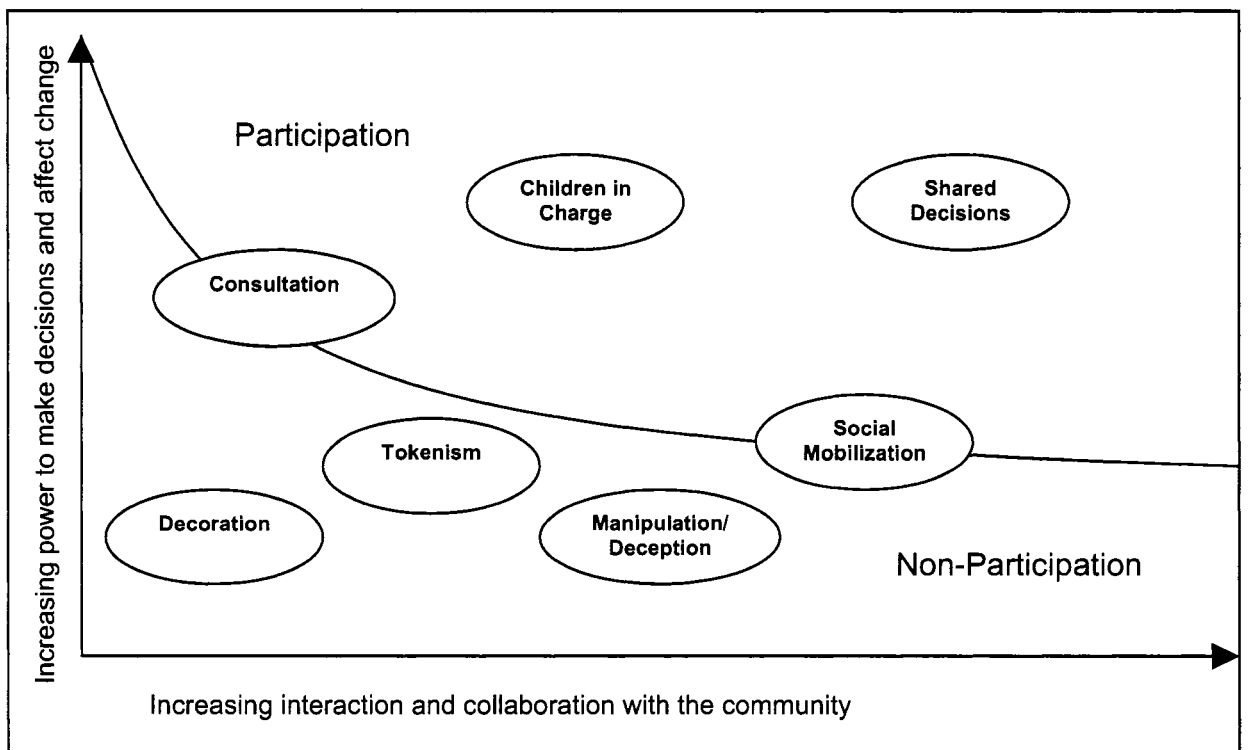 Increasing power to make decisions and affect change
Participation
Children in
Charge
Shared
Decisions
Consultation
Social
Mobilization
Tokenism
Decoration
Manipulation/
Deception
Non-Participation
Increasing interaction and collaboration with the community